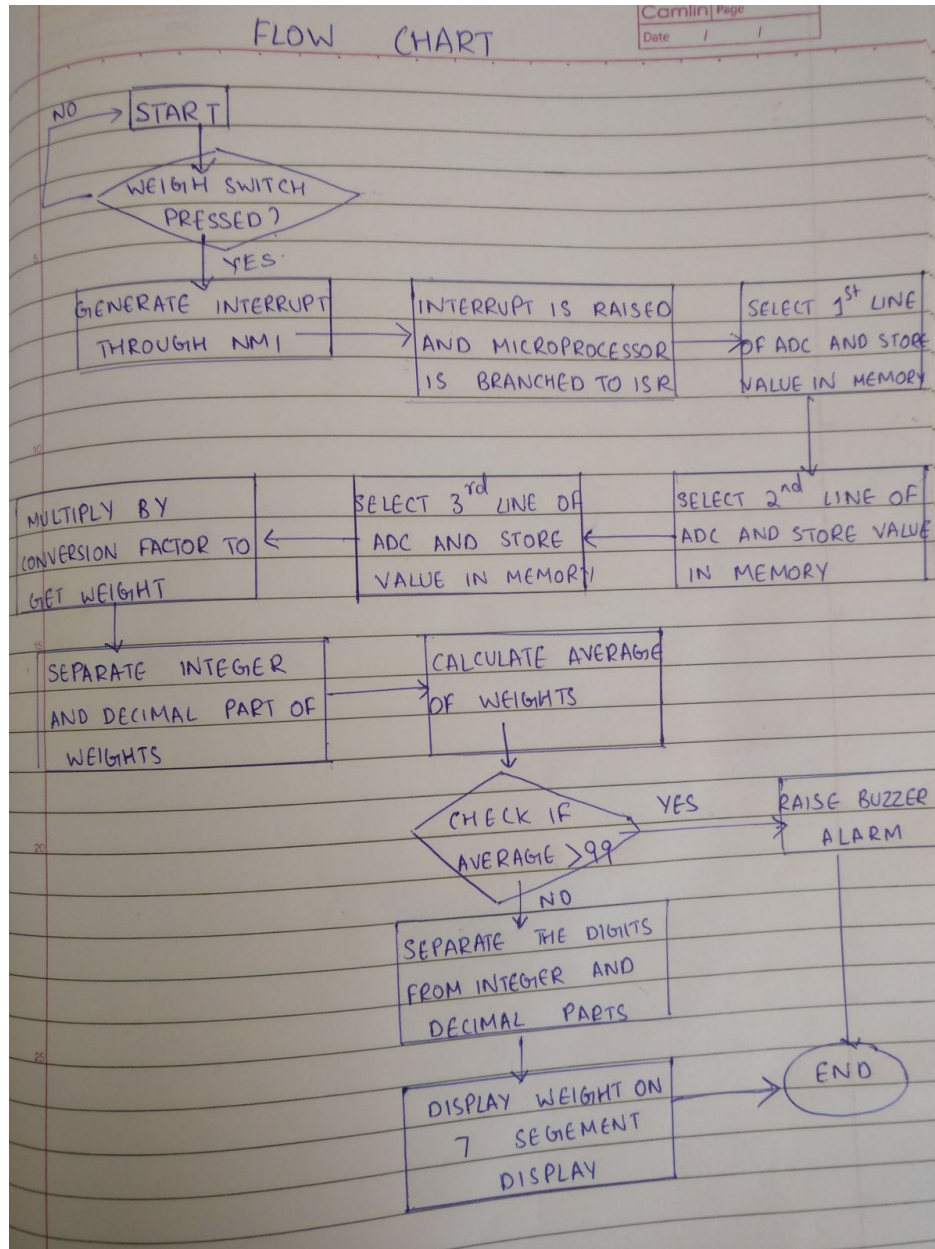 Camlin Page
Date / /
FLOW CHART
NO
START
WEIGH SWITCH
PRESSED?
YES.
GENERATE INTERRUPT
THROUGH NMI
INTERRUPT IS RAISED
AND MICROPROCESSOR
IS BRANCHED TO ISR
SELECT 1st LINE
OF ADC AND STORE
VALUE IN MEMORY
SELECT 2nd LINE OF
ADC AND STORE VALUE
IN MEMORY
SELECT 3rd LINE OF
ADC AND STORE
VALUE IN MEMORY
MULTIPLY BY
CONVERSION FACTOR TO
GET WEIGHT
SEPARATE INTEGER
AND DECIMAL PART OF
WEIGHTS
CALCULATE AVERAGE
OF WEIGHTS
CHECK IF
AVERAGE >99
YES
RAISE BUZZER
ALARM
NO
SEPARATE THE DIGITS
FROM INTEGER AND
DECIMAL PARTS
DISPLAY WEIGHT ON
7 SEGEMENT
DISPLAY
END
5
10
15
20
25